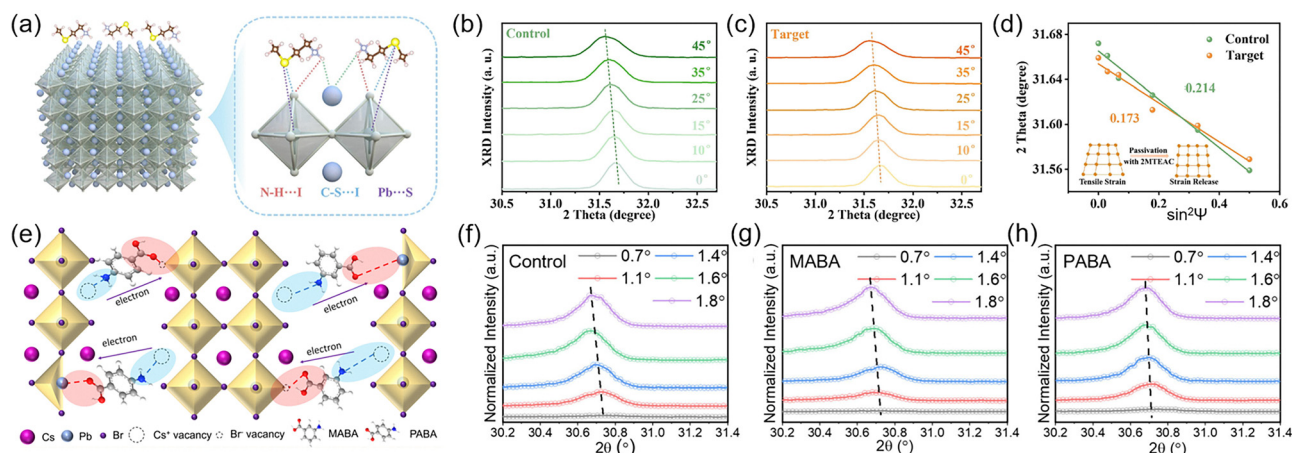 (a)
N-H···I
C-S···I
Pb···S
(b)
Control
45°
35°
25°
15°
10°
0°
XRD Intensity (a. u.)
31.0
31.5
32.0
32.5
2 Theta (degree)
(c)
Target
45°
35°
25°
15°
10°
0°
XRD Intensity (a. u.)
31.0
31.5
32.0
32.5
2 Theta (degree)
(d)
31.68
31.64
31.60
31.56
2 Theta (degree)
Control
Target
0.214
0.173
Passivation
with 2MTEAC
Tensile Strain
Strain Release
0.0
0.2
0.4
0.6
sin²Ψ
(e)
electron
electron
electron
electron
Cs
Pb
Br
Cs⁺ vacancy
Br⁻ vacancy
MABA
PABA
(f)
Control
0.7°
1.4°
1.1°
1.6°
1.8°
Normalized Intensity (a.u.)
30.2 30.4 30.6 30.8 31.0 31.2 31.4
2θ (°)
(g)
MABA
0.7°
1.4°
1.1°
1.6°
1.8°
Normalized Intensity (a.u.)
30.2 30.4 30.6 30.8 31.0 31.2 31.4
2θ (°)
(h)
PABA
0.7°
1.4°
1.1°
1.6°
1.8°
Normalized Intensity (a.u.)
30.2 30.4 30.6 30.8 31.0 31.2 31.4
2θ (°)